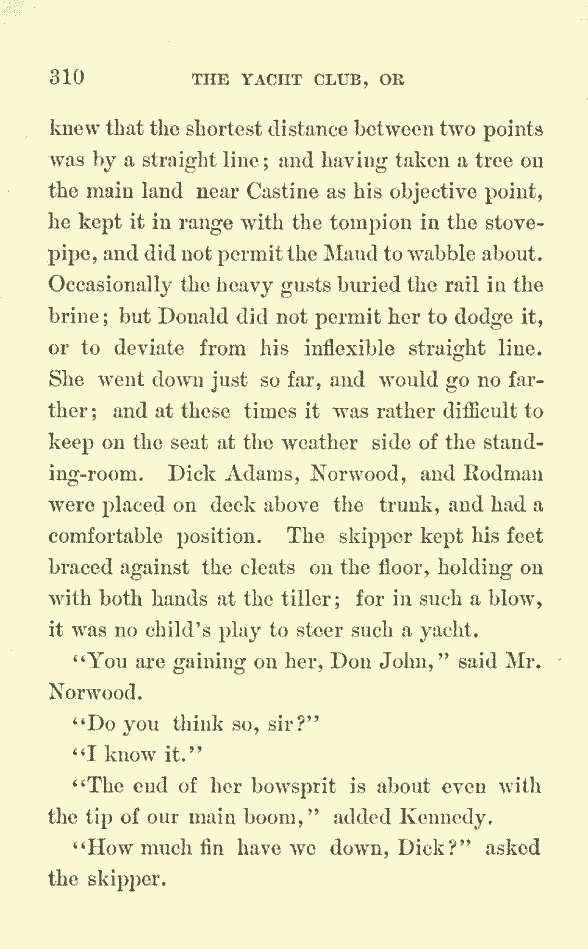 310 THE YACHT CLUB, OR
knew that the shortest distance between two points
was by a straight line; and having taken a tree on
the main land near Castine as his objective point,
he kept it in range with the tompion in the stove-
pipe, and did not permit the Maud to wabble about.
Occasionally the heavy gusts buried the rail in the
brine; but Donald did not permit her to dodge it,
or to deviate from his inflexible straight line.
She went down just so far, and would go no far-
ther; and at these times it was rather difficult to
keep on the seat at the weather side of the stand-
ing-room. Dick Adams, Norwood, and Rodman
were placed on deck above the trunk, and had a
comfortable position. The skipper kept his feet
braced against the cleats on the floor, holding on
with both hands at the tiller; for in such a blow,
it was no child's play to steer such a yacht.
"You are gaining on her, Don John," said Mr.
Norwood.
"Do you think so, sir?"
"I know it."
"The end of her bowsprit is about even with
the tip of our main boom," added Kennedy.
"How much fin have we down, Dick?" asked
the skipper.